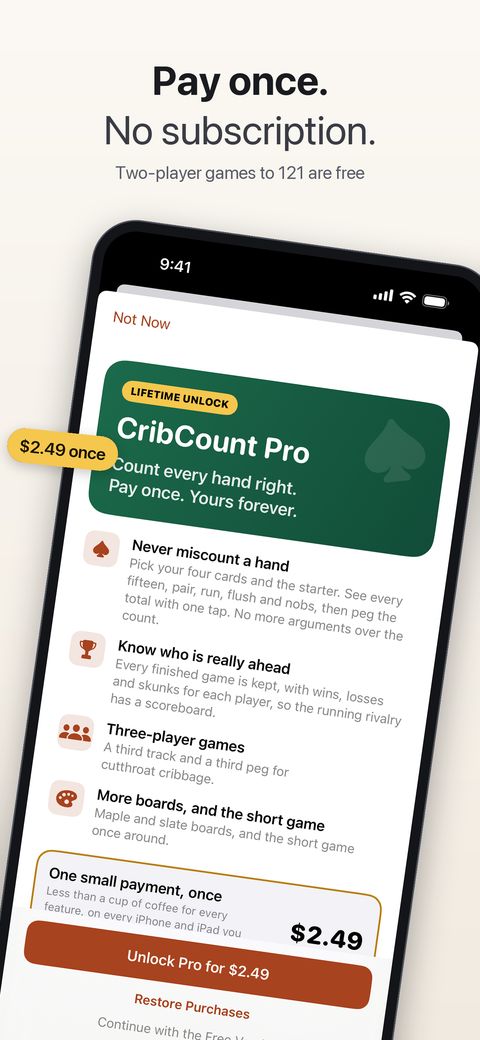 Pay once.
No subscription.
Two-player games to 121 are free
9:41
Not Now
LIFETIME UNLOCK
CribCount Pro
$2.49 once
Count every hand right.
Pay once. Yours forever.
Never miscount a hand
Pick your four cards and the starter. See every
fifteen, pair, run, flush and nobs, then peg the
total with one tap. No more arguments over the
count.
Know who is really ahead
Every finished game is kept, with wins, losses
and skunks for each player, so the running rivalry
has a scoreboard.
Three-player games
A third track and a third peg for
cutthroat cribbage.
More boards, and the short game
Maple and slate boards, and the short game
once around.
One small payment, once
Less than a cup of coffee for every
feature, on every iPhone and iPad you
$2.49
Unlock Pro for $2.49
Restore Purchases
Continue with the Free